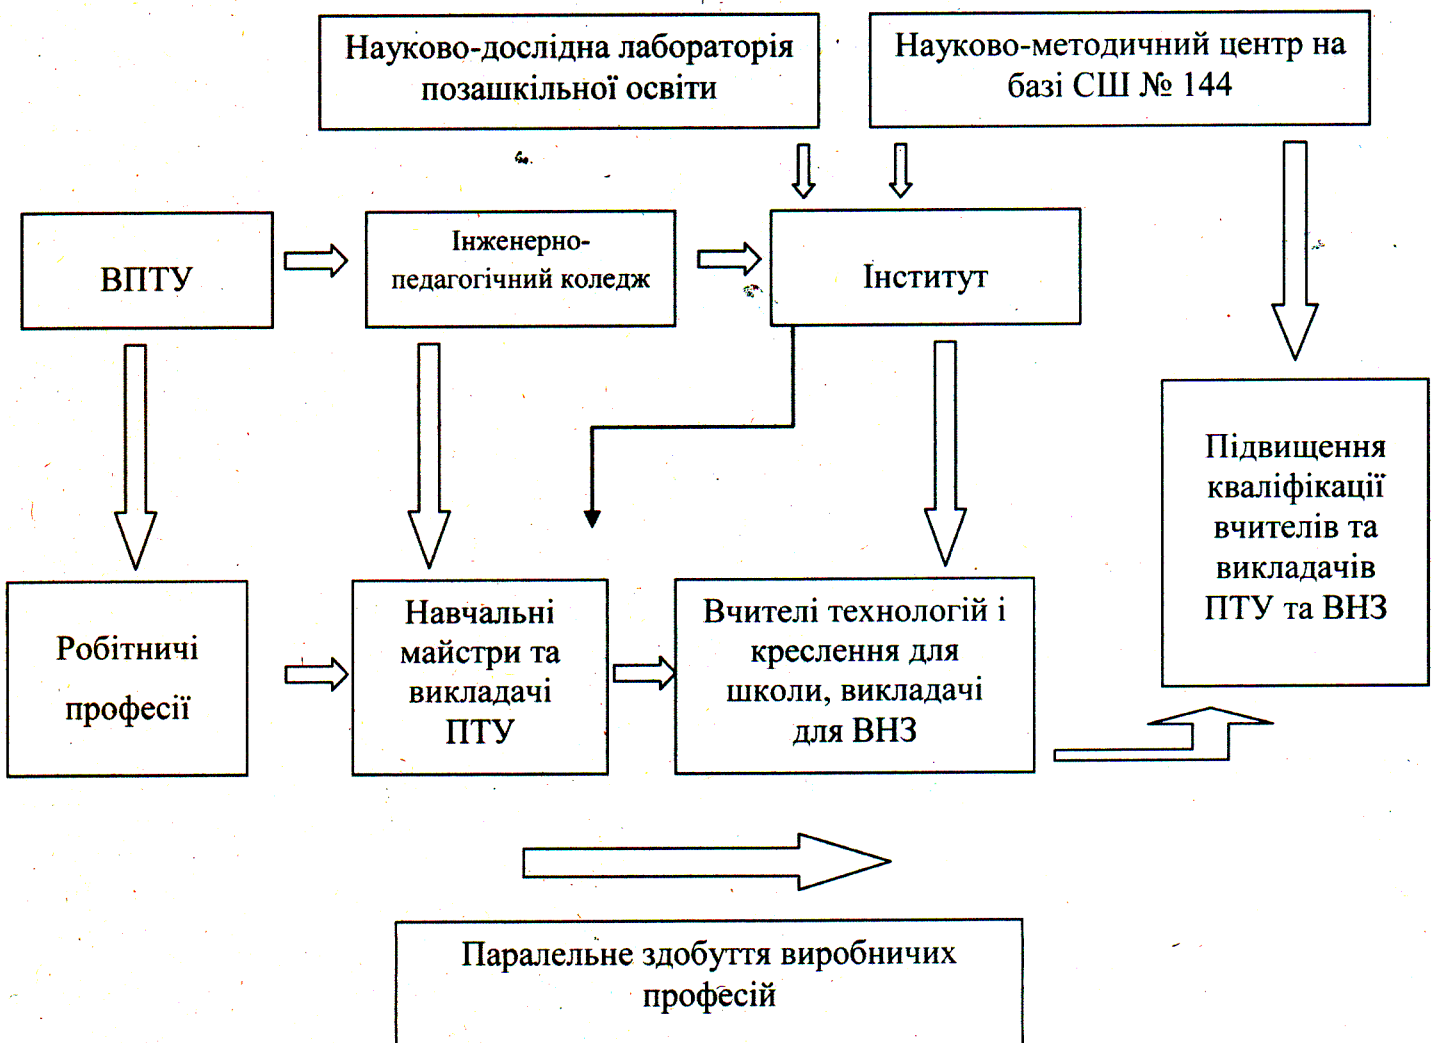 Науково-дослідна лабораторія
позашкільної освіти
Науково-методичний центр на
базі СШ № 144
ВПТУ
Інженерно-
педагогічний коледж
Інститут
Підвищення
кваліфікації
вчителів та
викладачів
ПТУ та ВНЗ
Робітничі
професії
Навчальні
майстри та
викладачі
ПТУ
Вчителі технологій і
креслення для
школи, викладачі
для ВНЗ
Паралельне здобуття виробничих
професій